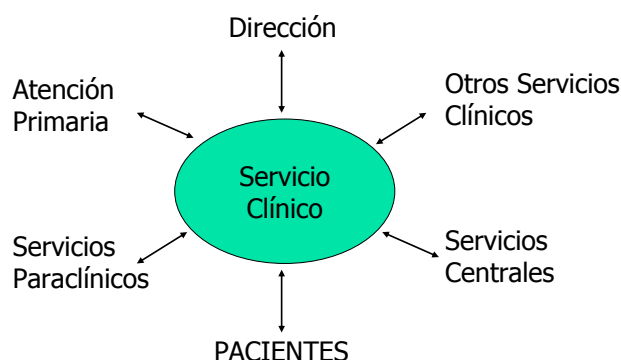 Dirección
Atención
Primaria
Otros Servicios
Clínicos
Servicio
Clínico
Servicios
Paraclínicos
Servicios
Centrales
PACIENTES